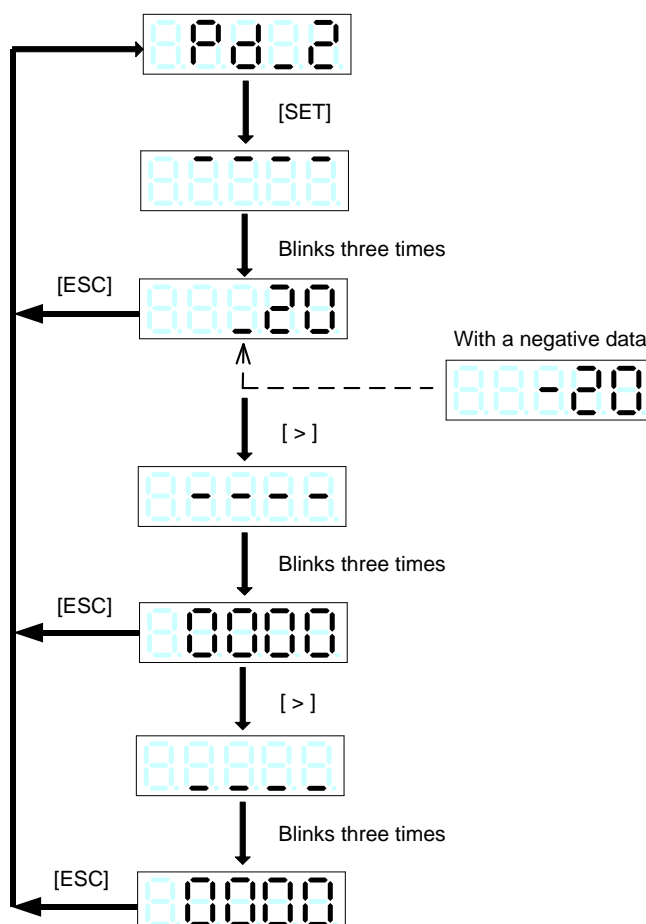 Pd_2
[SET]
- - - -
Blinks three times
[ESC]
_20
With a negative data
-20
[ > ]
- - - -
Blinks three times
[ESC]
0000
[ > ]
_ _ _ _
Blinks three times
[ESC]
0000